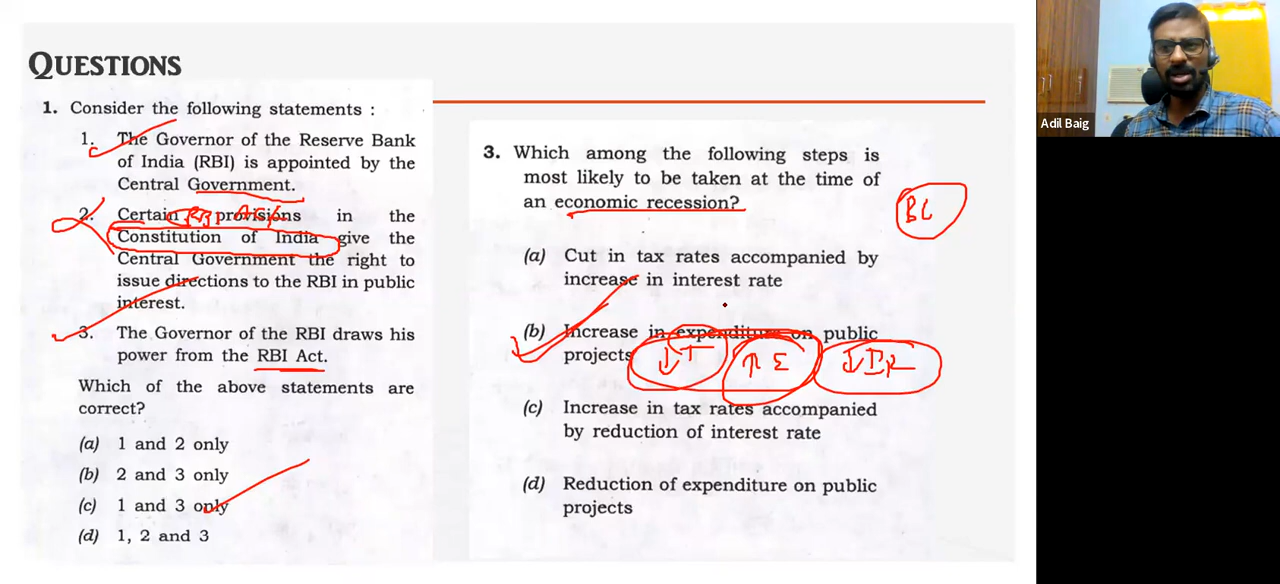 QUESTIONS
1. Consider the following statements :
1. The Governor of the Reserve Bank
of India (RBI) is appointed by the
Central Government.
2. Certain provisions in the
Constitution of India give the
Central Government the right to
issue directions to the RBI in public
interest.
3. The Governor of the RBI draws his
power from the RBI Act.
Which of the above statements are
correct?
(a) 1 and 2 only
(b) 2 and 3 only
(c) 1 and 3 only
(d) 1, 2 and 3
3. Which among the following steps is
most likely to be taken at the time of
an economic recession?
(a) Cut in tax rates accompanied by
increase in interest rate
(b) Increase in expenditure on public
projects
↓T ↑E ↓IR
(c) Increase in tax rates accompanied
by reduction of interest rate
(d) Reduction of expenditure on public
projects
Adil Baig